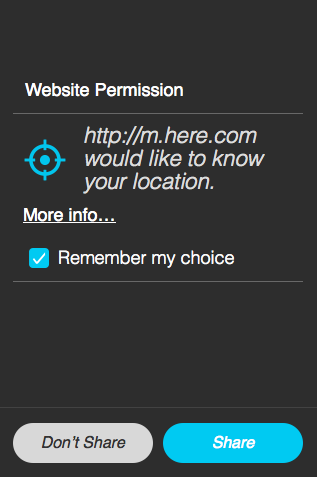 Website Permission
http://m.here.com
would like to know
your location.
More info...
Remember my choice
Don't Share
Share